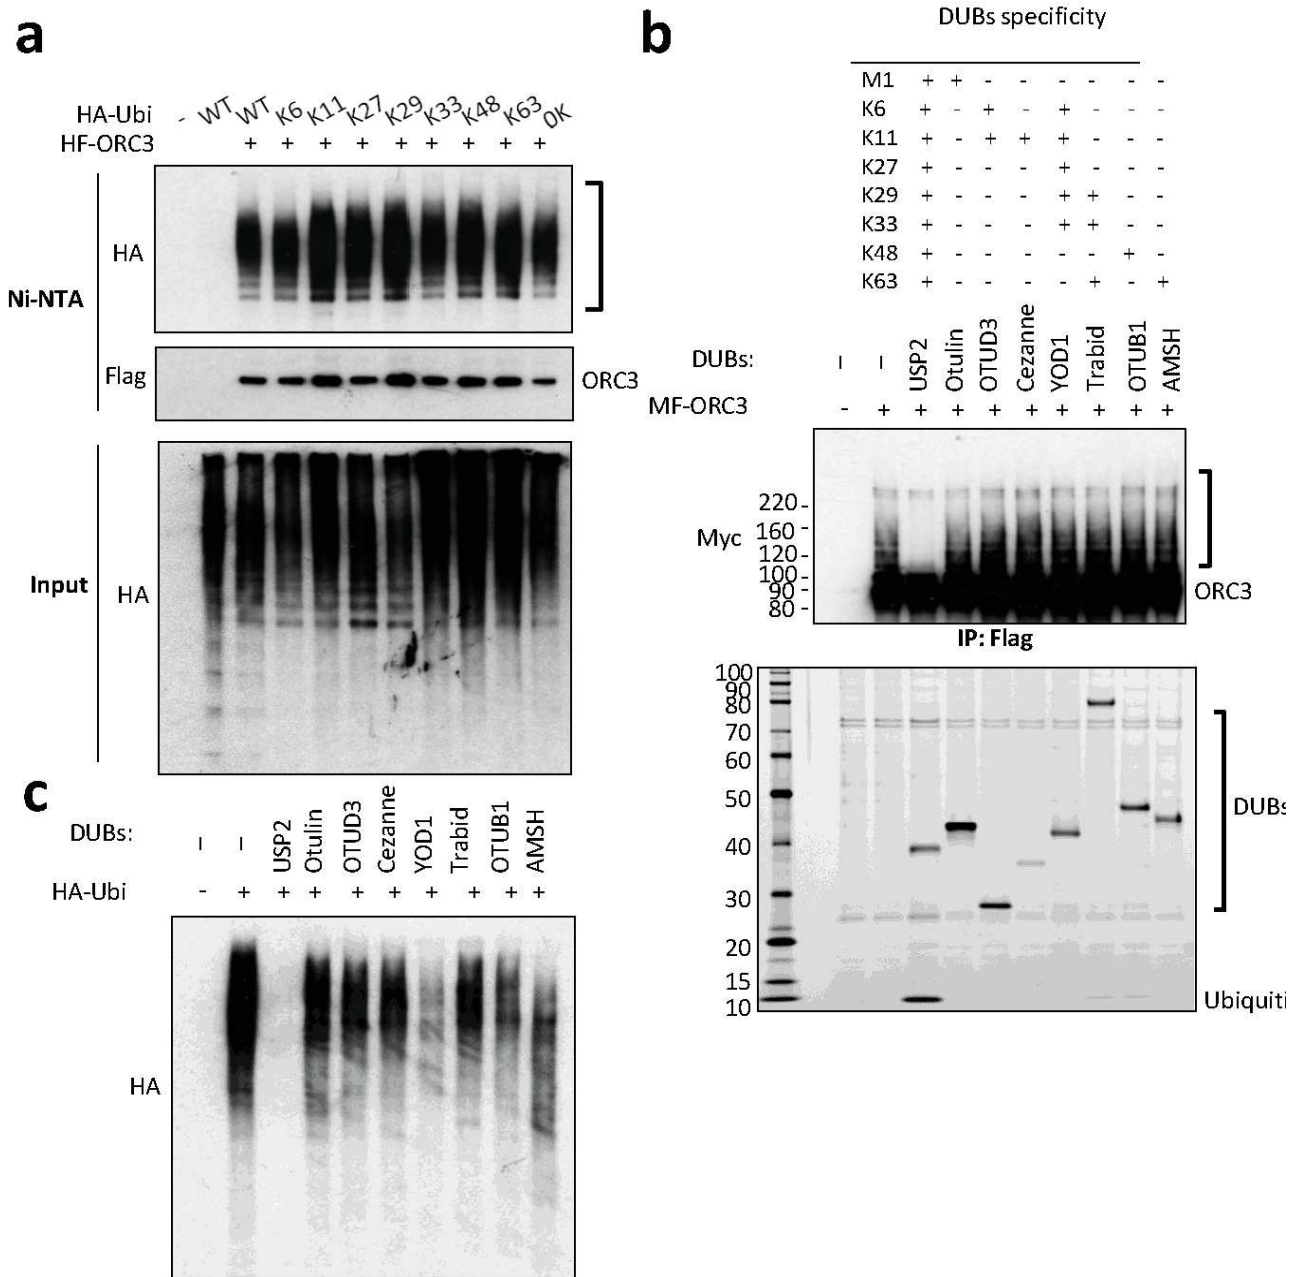 a
HA-Ubi - WT WT K6 K11 K27 K29 K33 K48 K63 0K
HF-ORC3 + + + + + + + + +
Ni-NTA
HA
Flag
ORC3
Input
HA
b
DUBs specificity
M1 + + - - - - - -
K6 + - + - + - - -
K11 + - + + + - - -
K27 + - - - + - - -
K29 + - - - + + - -
K33 + - - - + + - -
K48 + - - - - - + -
K63 + - - - - + - +
DUBs: - - USP2 Otulin OTUD3 Cezanne YOD1 Trabid OTUB1 AMSH
MF-ORC3 - + + + + + + + + +
Myc
220 -
160 -
120 -
100 -
90 -
80 -
ORC3
IP: Flag
100
90
80
70
60
50
40
30
20
15
10
DUBs
Ubiquiti
c
DUBs: - - USP2 Otulin OTUD3 Cezanne YOD1 Trabid OTUB1 AMSH
HA-Ubi - + + + + + + + + +
HA